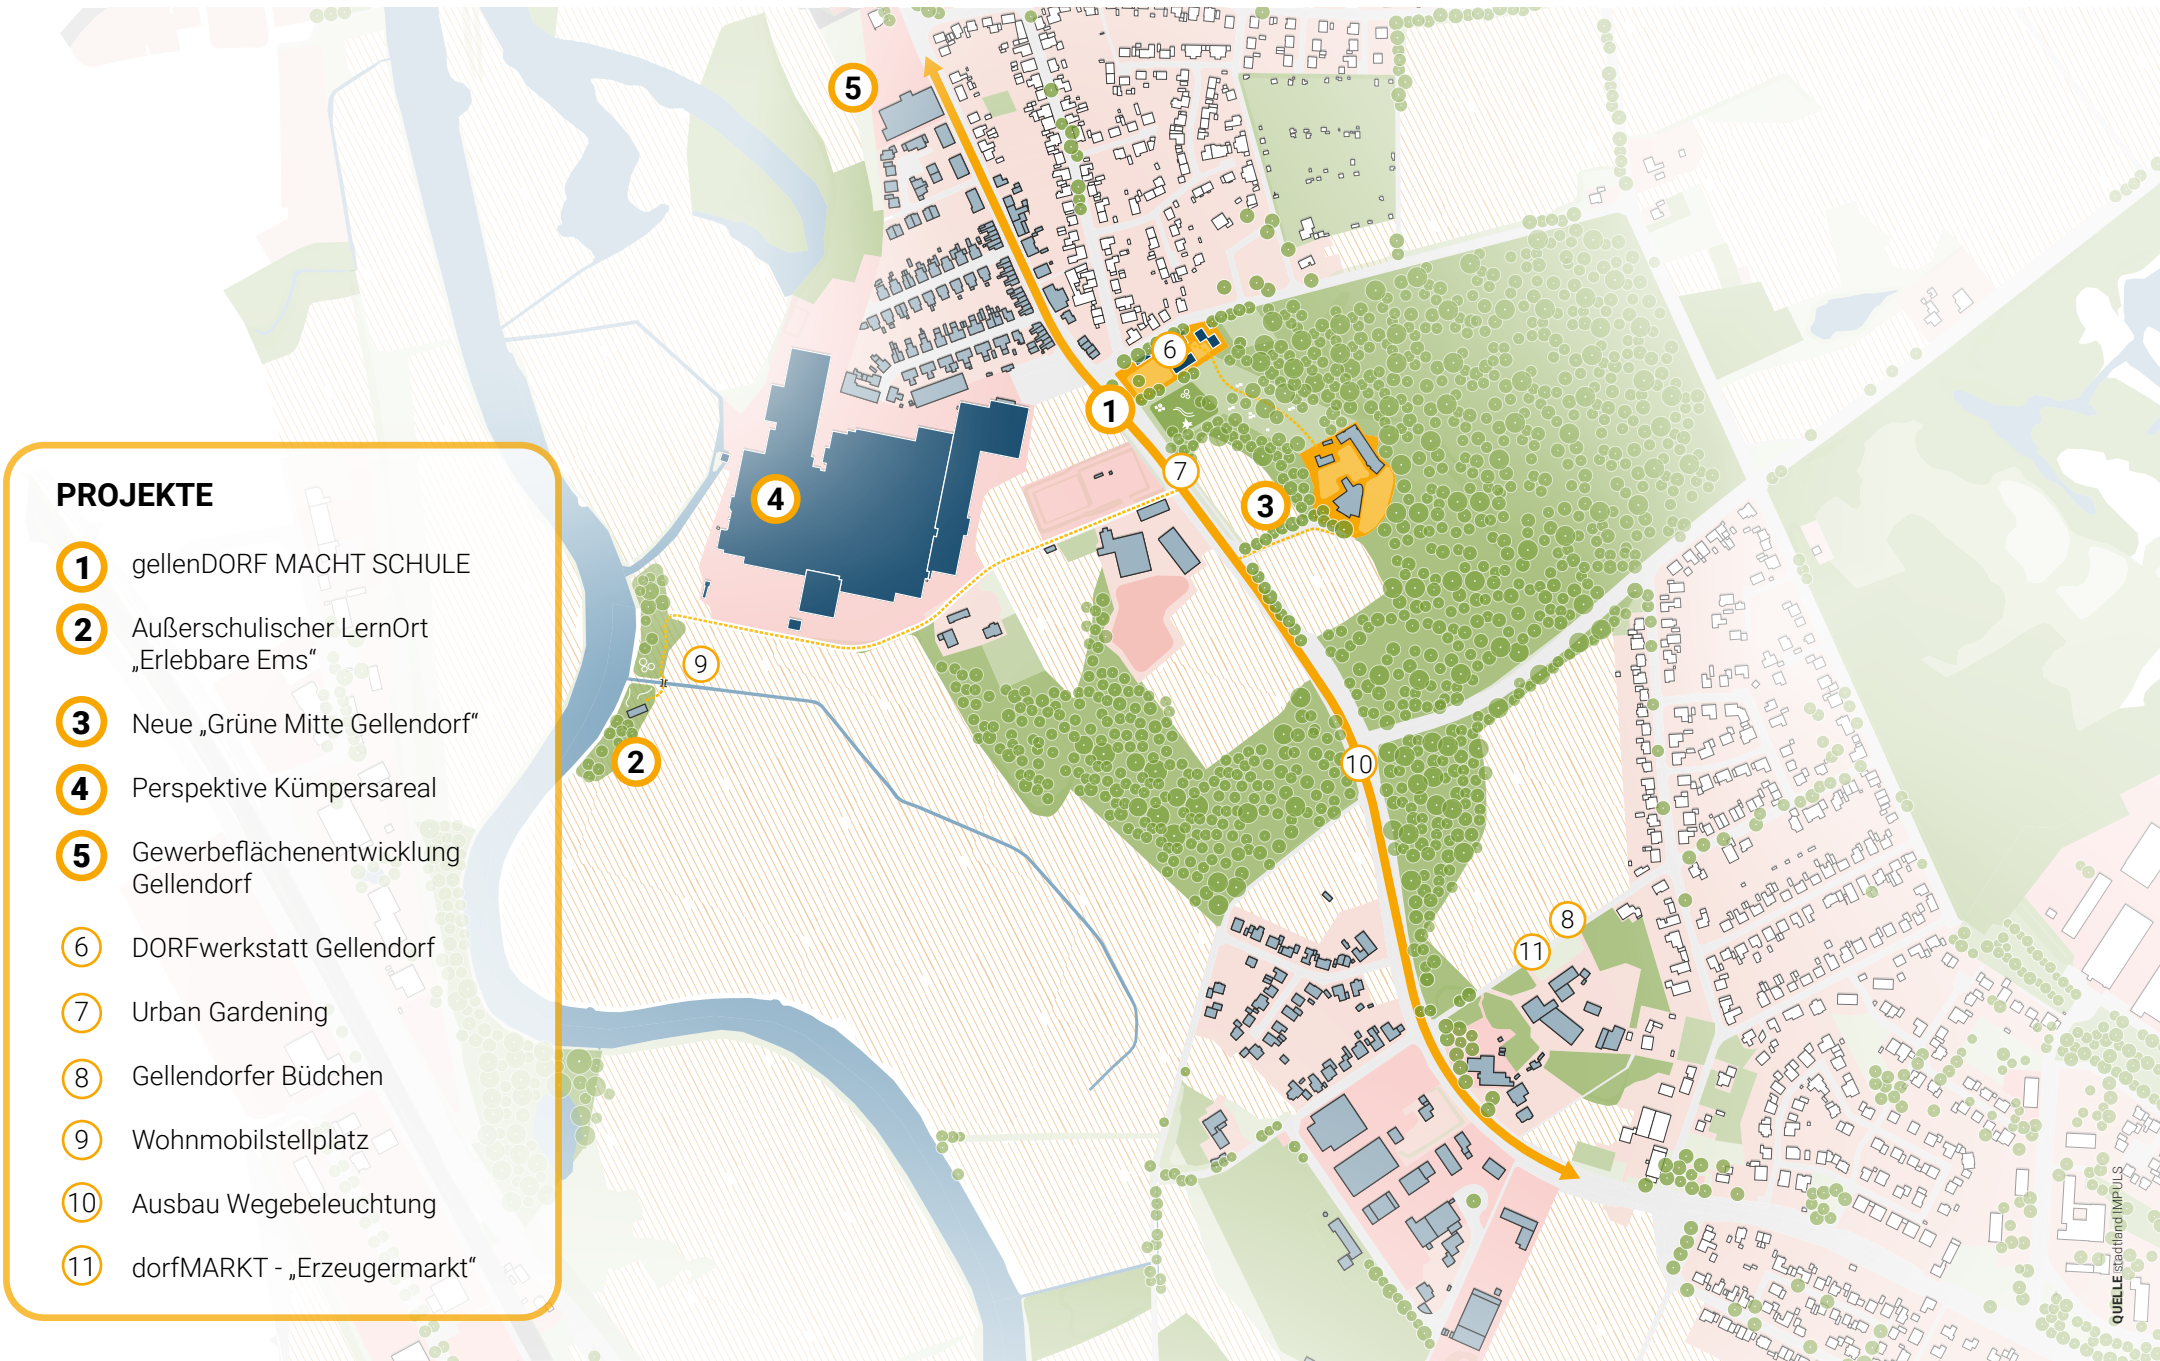 PROJEKTE
1 gellenDORF MACHT SCHULE
2 Außerschulischer LernOrt
„Erlebbare Ems“
3 Neue „Grüne Mitte Gellendorf“
4 Perspektive Kümpersareal
5 Gewerbeflächenentwicklung
Gellendorf
6 DORFwerkstatt Gellendorf
7 Urban Gardening
8 Gellendorfer Büdchen
9 Wohnmobilstellplatz
10 Ausbau Wegebeleuchtung
11 dorfMARKT - „Erzeugermarkt“
5
6
1
7
4
3
9
2
10
8
11
QUELLE stadtland IMPULS